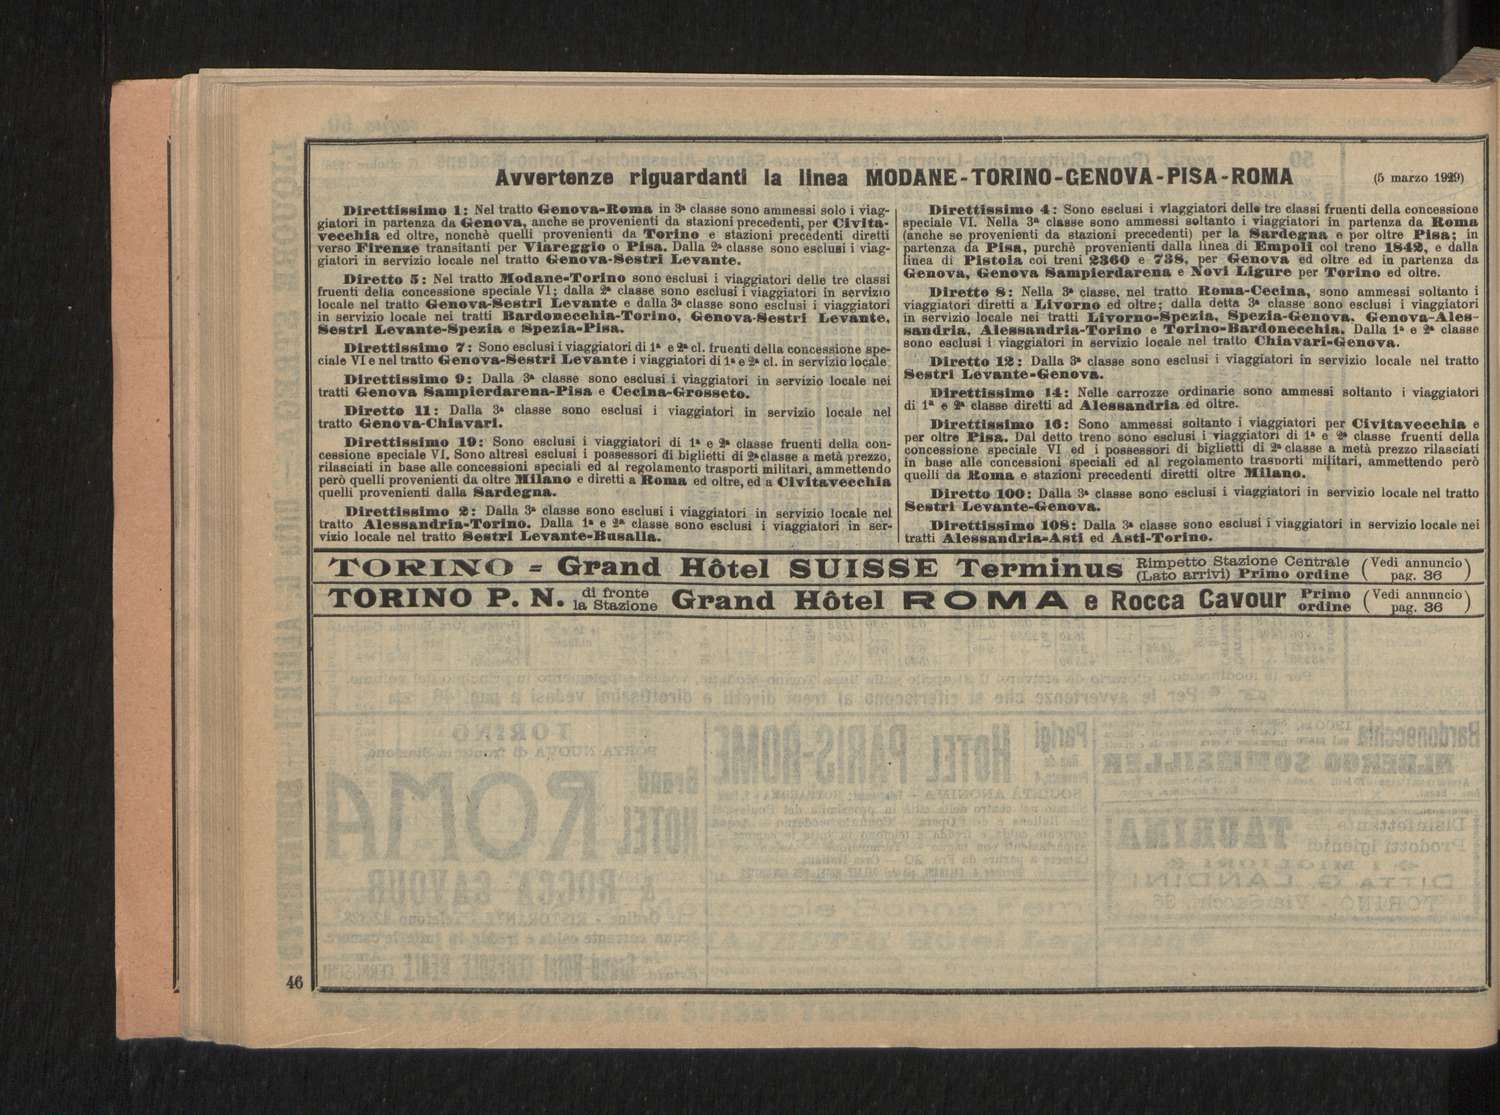 Avvertenze riguardanti la linea MODANE-TORINO-GENOVA-PISA-ROMA (5 marzo 1929)
Direttissimo 1: Nel tratto Genova-Roma in 3ª classe sono ammessi solo i viag-
giatori in partenza da Genova, anche se provenienti da stazioni precedenti, per Civita-
vecchia ed oltre, nonchè quelli provenienti da Torino e stazioni precedenti diretti
verso Firenze transitanti per Viareggio o Pisa. Dalla 2ª classe sono esclusi i viag-
giatori in servizio locale nel tratto Genova-Sestri Levante.
Diretto 5: Nel tratto Modane-Torino sono esclusi i viaggiatori delle tre classi
fruenti della concessione speciale VI; dalla 2ª classe sono esclusi i viaggiatori in servizio
locale nel tratto Genova-Sestri Levante e dalla 3ª classe sono esclusi i viaggiatori
in servizio locale nei tratti Bardonecchia-Torino, Genova-Sestri Levante,
Sestri Levante-Spezia e Spezia-Pisa.
Direttissimo 7: Sono esclusi i viaggiatori di 1ª e 2ª cl. fruenti della concessione spe-
ciale VI e nel tratto Genova-Sestri Levante i viaggiatori di 1ª e 2ª cl. in servizio locale
Direttissimo 9: Dalla 3ª classe sono esclusi i viaggiatori in servizio locale nei
tratti Genova Sampierdarena-Pisa e Cecina-Grosseto.
Diretto 11: Dalla 3ª classe sono esclusi i viaggiatori in servizio locale nel
tratto Genova-Chiavari.
Direttissimo 19: Sono esclusi i viaggiatori di 1ª e 2ª classe fruenti della con-
cessione speciale VI. Sono altresì esclusi i possessori di biglietti di 2ª classe a metà prezzo,
rilasciati in base alle concessioni speciali ed al regolamento trasporti militari, ammettendo
però quelli provenienti da oltre Milano e diretti a Roma ed oltre, ed a Civitavecchia
quelli provenienti dalla Sardegna.
Direttissimo 2: Dalla 3ª classe sono esclusi i viaggiatori in servizio locale nel
tratto Alessandria-Torino. Dalla 1ª e 2ª classe sono esclusi i viaggiatori in ser-
vizio locale nel tratto Sestri Levante-Busalla.
Direttissimo 4: Sono esclusi i viaggiatori delle tre classi fruenti della concessione
speciale VI. Nella 3ª classe sono ammessi soltanto i viaggiatori in partenza da Roma
(anche se provenienti da stazioni precedenti) per la Sardegna e per oltre Pisa; in
partenza da Pisa, purchè provenienti dalla linea di Empoli col treno 1842, e dalla
linea di Pistoia coi treni 2360 e 738, per Genova ed oltre ed in partenza da
Genova, Genova Sampierdarena e Novi Ligure per Torino ed oltre.
Diretto 8: Nella 3ª classe, nel tratto Roma-Cecina, sono ammessi soltanto i
viaggiatori diretti a Livorno ed oltre; dalla detta 3ª classe sono esclusi i viaggiatori
in servizio locale nei tratti Livorno-Spezia, Spezia-Genova, Genova-Ales-
sandria, Alessandria-Torino e Torino-Bardonecchia. Dalla 1ª e 2ª classe
sono esclusi i viaggiatori in servizio locale nel tratto Chiavari-Genova.
Diretto 12: Dalla 3ª classe sono esclusi i viaggiatori in servizio locale nel tratto
Sestri Levante-Genova.
Direttissimo 14: Nelle carrozze ordinarie sono ammessi soltanto i viaggiatori
di 1ª e 2ª classe diretti ad Alessandria ed oltre.
Direttissimo 16: Sono ammessi soltanto i viaggiatori per Civitavecchia e
per oltre Pisa. Dal detto treno sono esclusi i viaggiatori di 1ª e 2ª classe fruenti della
concessione speciale VI ed i possessori di biglietti di 2ª classe a metà prezzo rilasciati
in base alle concessioni speciali ed al regolamento trasporti militari, ammettendo però
quelli da Roma e stazioni precedenti diretti oltre Milano.
Diretto 100: Dalla 3ª classe sono esclusi i viaggiatori in servizio locale nel tratto
Sestri Levante-Genova.
Direttissimo 108: Dalla 3ª classe sono esclusi i viaggiatori in servizio locale nei
tratti Alessandria-Asti ed Asti-Torino.
TORINO = Grand Hôtel SUISSE Terminus Rimpetto Stazione Centrale (Lato arrivi) Primo ordine (Vedi annuncio pag. 36)
TORINO P. N. di fronte la Stazione Grand Hôtel ROMA e Rocca Cavour Primo ordine (Vedi annuncio pag. 36)
46